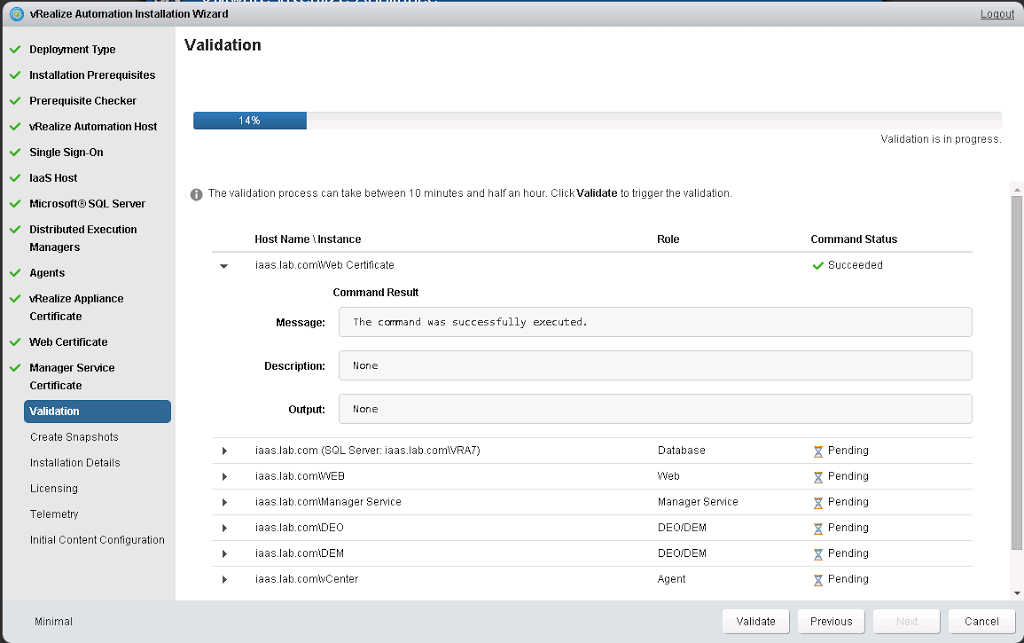 vRealize Automation Installation Wizard
Logout
Deployment Type
Installation Prerequisites
Prerequisite Checker
vRealize Automation Host
Single Sign-On
IaaS Host
Microsoft® SQL Server
Distributed Execution
Managers
Agents
vRealize Appliance
Certificate
Web Certificate
Manager Service
Certificate
Validation
Create Snapshots
Installation Details
Licensing
Telemetry
Initial Content Configuration
Validation
14%
Validation is in progress.
The validation process can take between 10 minutes and half an hour. Click Validate to trigger the validation.
Host Name \ Instance Role Command Status
iaas.lab.com\Web Certificate Succeeded
Command Result
Message: The command was successfully executed.
Description: None
Output: None
iaas.lab.com (SQL Server: iaas.lab.com\VRA7) Database Pending
iaas.lab.com\WEB Web Pending
iaas.lab.com\Manager Service Manager Service Pending
iaas.lab.com\DEO DEO/DEM Pending
iaas.lab.com\DEM DEO/DEM Pending
iaas.lab.com\vCenter Agent Pending
Minimal
Validate Previous Next Cancel